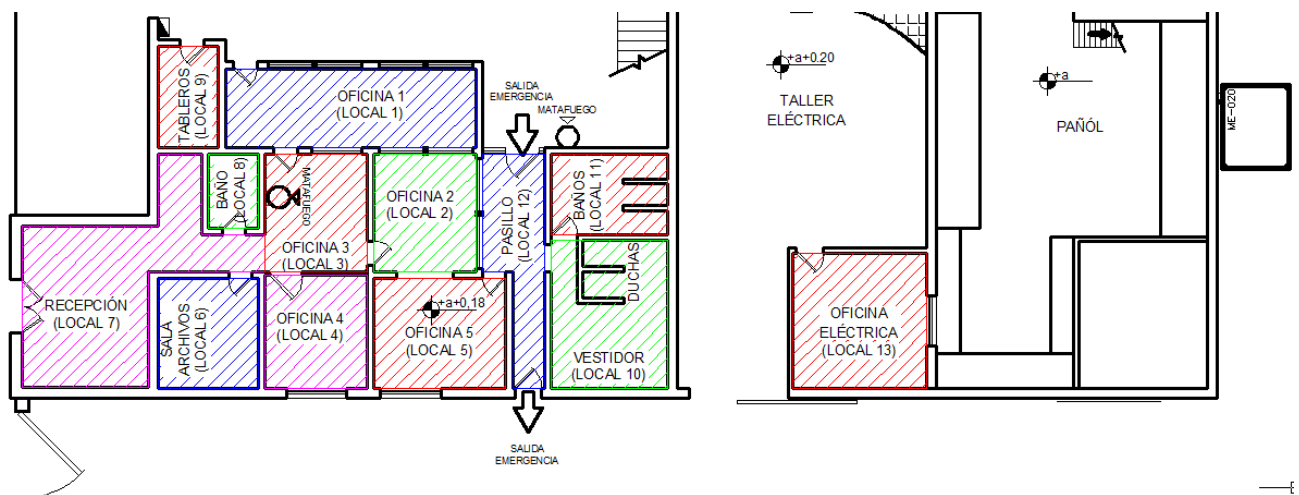 TABLEROS
(LOCAL 9)
OFICINA 1
(LOCAL 1)
SALIDA
EMERGENCIA
MATAFUEGO
BAÑO
(LOCAL 8)
MATAFUEGO
OFICINA 2
(LOCAL 2)
PASILLO
(LOCAL 12)
BAÑOS
(LOCAL 11)
OFICINA 3
(LOCAL 3)
DUCHAS
RECEPCIÓN
(LOCAL 7)
SALA
ARCHIVOS
(LOCAL 6)
OFICINA 4
(LOCAL 4)
+a+0,18
OFICINA 5
(LOCAL 5)
VESTIDOR
(LOCAL 10)
SALIDA
EMERGENCIA
+a+0.20
TALLER
ELÉCTRICA
+a
PAÑÓL
ME-020
OFICINA
ELÉCTRICA
(LOCAL 13)